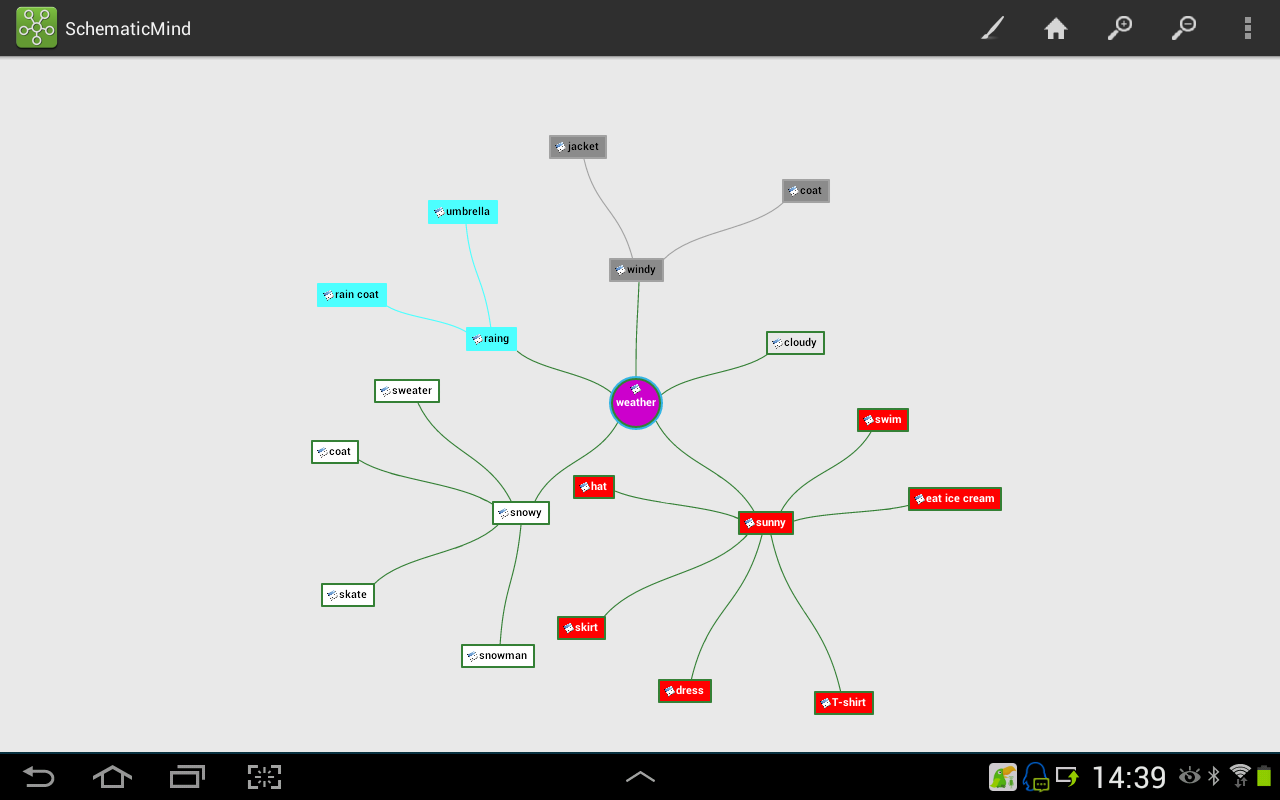 SchematicMind
jacket
coat
umbrella
windy
rain coat
raing
cloudy
sweater
weather
swim
coat
hat
eat ice cream
snowy
sunny
skate
skirt
snowman
dress
T-shirt
14:39